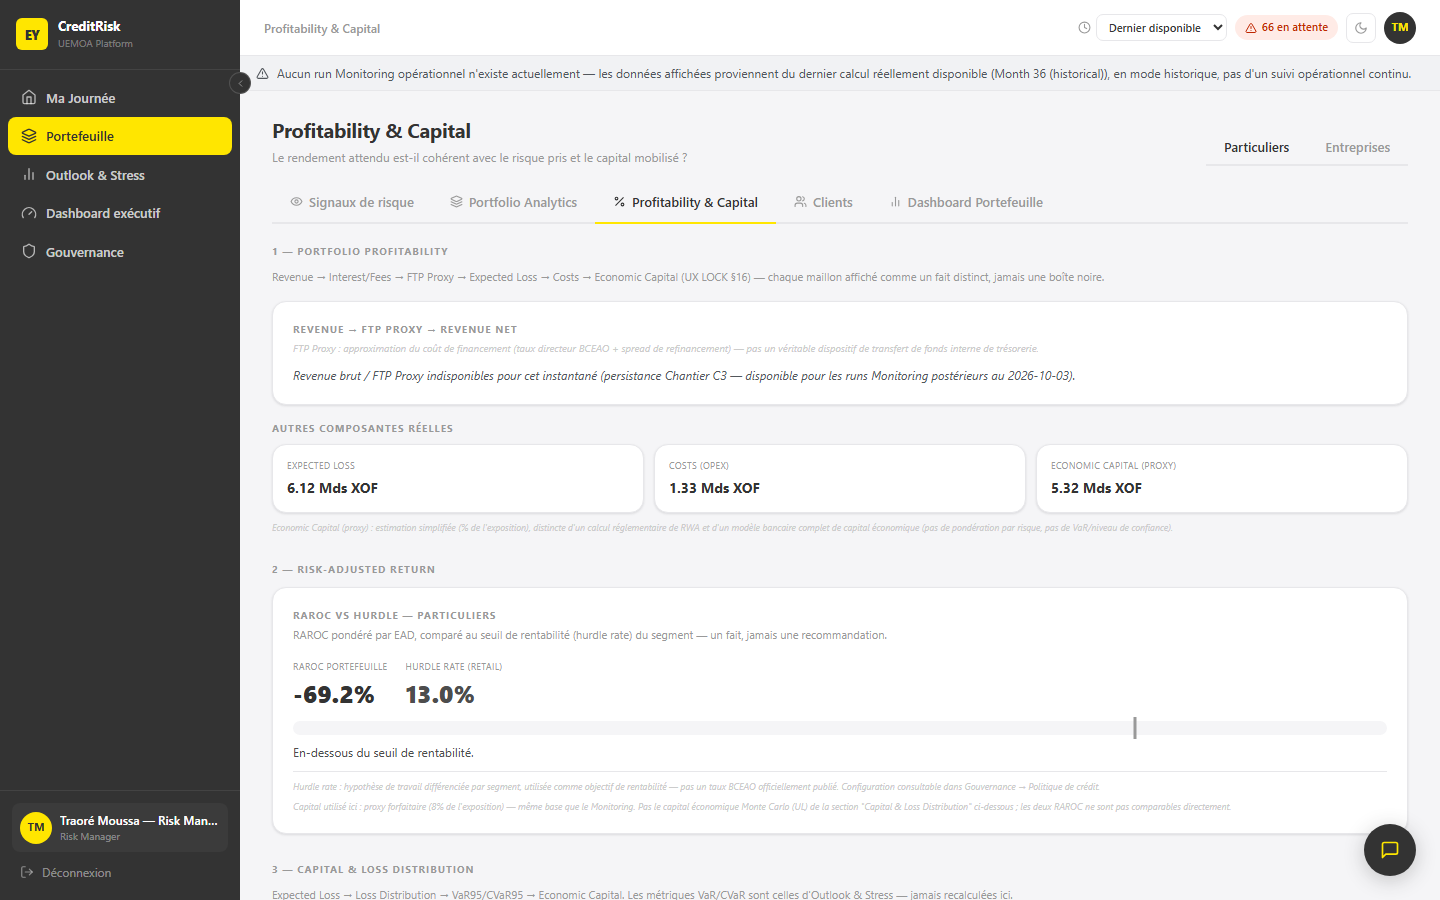 EY
CreditRisk
UEMOA Platform
Ma Journée
Portefeuille
Outlook & Stress
Dashboard exécutif
Gouvernance
TM
Traoré Moussa — Risk Man...
Risk Manager
Déconnexion
Profitability & Capital
Dernier disponible
66 en attente
TM
Aucun run Monitoring opérationnel n'existe actuellement — les données affichées proviennent du dernier calcul réellement disponible (Month 36 (historical)), en mode historique, pas d'un suivi opérationnel continu.
Profitability & Capital
Le rendement attendu est-il cohérent avec le risque pris et le capital mobilisé ?
Particuliers
Entreprises
Signaux de risque
Portfolio Analytics
Profitability & Capital
Clients
Dashboard Portefeuille
1 — PORTFOLIO PROFITABILITY
Revenue → Interest/Fees → FTP Proxy → Expected Loss → Costs → Economic Capital (UX LOCK §16) — chaque maillon affiché comme un fait distinct, jamais une boîte noire.
REVENUE → FTP PROXY → REVENUE NET
FTP Proxy : approximation du coût de financement (taux directeur BCEAO + spread de refinancement) — pas un véritable dispositif de transfert de fonds interne de trésorerie.
Revenue brut / FTP Proxy indisponibles pour cet instantané (persistance Chantier C3 — disponible pour les runs Monitoring postérieurs au 2026-10-03).
AUTRES COMPOSANTES RÉELLES
EXPECTED LOSS
6.12 Mds XOF
COSTS (OPEX)
1.33 Mds XOF
ECONOMIC CAPITAL (PROXY)
5.32 Mds XOF
Economic Capital (proxy) : estimation simplifiée (% de l'exposition), distincte d'un calcul réglementaire de RWA et d'un modèle bancaire complet de capital économique (pas de pondération par risque, pas de VaR/niveau de confiance).
2 — RISK-ADJUSTED RETURN
RAROC VS HURDLE — PARTICULIERS
RAROC pondéré par EAD, comparé au seuil de rentabilité (hurdle rate) du segment — un fait, jamais une recommandation.
RAROC PORTEFEUILLE
-69.2%
HURDLE RATE (RETAIL)
13.0%
En-dessous du seuil de rentabilité.
Hurdle rate : hypothèse de travail différenciée par segment, utilisée comme objectif de rentabilité — pas un taux BCEAO officiellement publié. Configuration consultable dans Gouvernance → Politique de crédit.
Capital utilisé ici : proxy forfaitaire (8% de l'exposition) — même base que le Monitoring. Pas le capital économique Monte Carlo (UL) de la section "Capital & Loss Distribution" ci-dessous ; les deux RAROC ne sont pas comparables directement.
3 — CAPITAL & LOSS DISTRIBUTION
Expected Loss → Loss Distribution → VaR95/CVaR95 → Economic Capital. Les métriques VaR/CVaR sont celles d'Outlook & Stress — jamais recalculées ici.